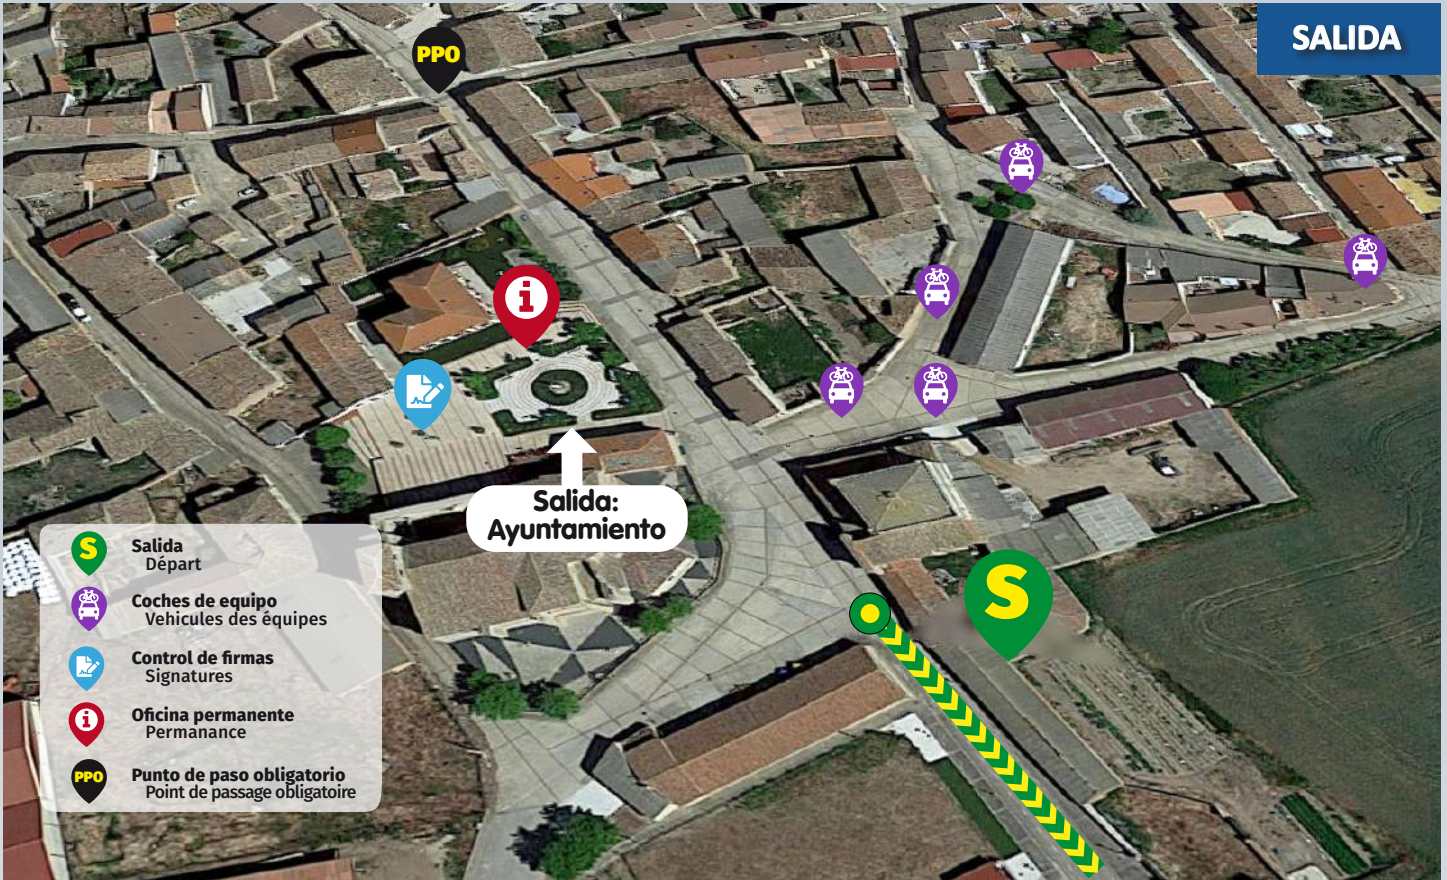 SALIDA
PPO
i
Salida:
Ayuntamiento
S
S
Salida
Départ
Coches de equipo
Vehicules des équipes
Control de firmas
Signatures
i
Oficina permanente
Permanance
PPO
Punto de paso obligatorio
Point de passage obligatoire